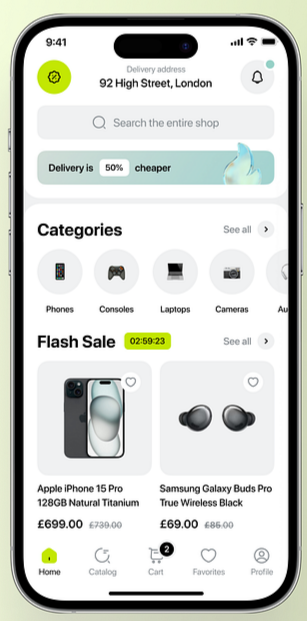 9:41
Delivery address
92 High Street, London
Search the entire shop
Delivery is 50% cheaper
Categories
See all
Phones
Consoles
Laptops
Cameras
Au
Flash Sale
02:59:23
See all
Apple iPhone 15 Pro
128GB Natural Titanium
£699.00 £739.00
Samsung Galaxy Buds Pro
True Wireless Black
£69.00 £86.00
2
Home
Catalog
Cart
Favorites
Profile